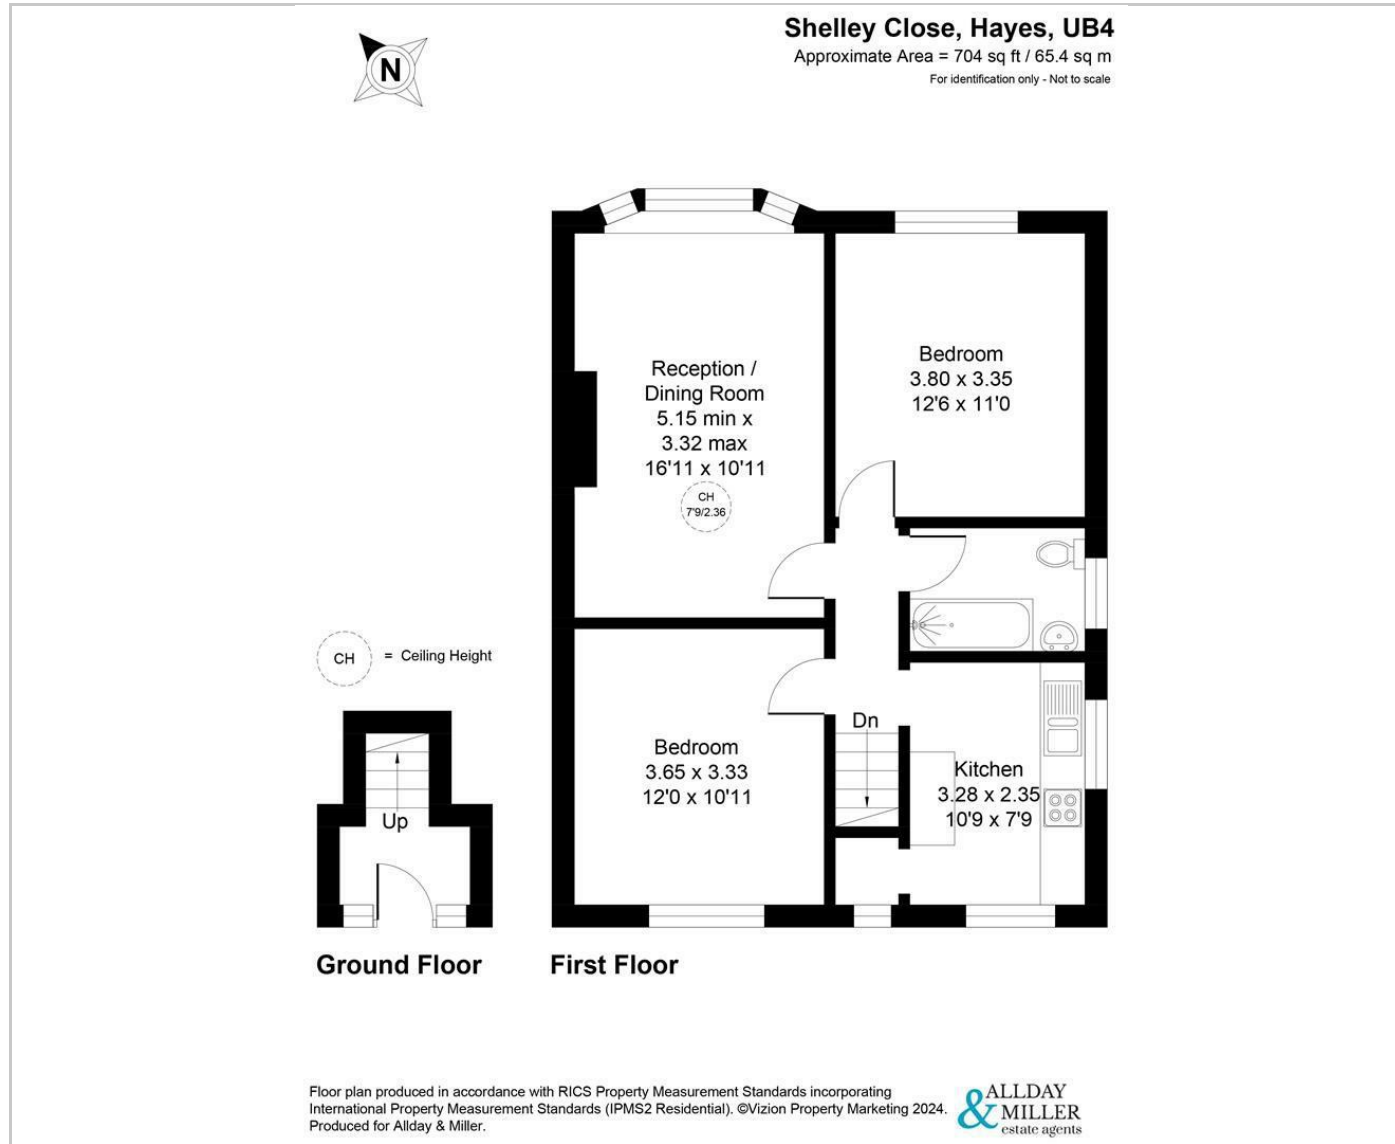 Shelley Close, Hayes, UB4
Approximate Area = 704 sq ft / 65.4 sq m
For identification only - Not to scale
N
Reception /
Dining Room
5.15 min x
3.32 max
16'11 x 10'11
CH
7'9/2.36
Bedroom
3.80 x 3.35
12'6 x 11'0
CH
= Ceiling Height
Up
Bedroom
3.65 x 3.33
12'0 x 10'11
Dn
Kitchen
3.28 x 2.35
10'9 x 7'9
Ground Floor
First Floor
Floor plan produced in accordance with RICS Property Measurement Standards incorporating
International Property Measurement Standards (IPMS2 Residential). ©Vizion Property Marketing 2024.
Produced for Allday & Miller.
ALLDAY
& MILLER
estate agents